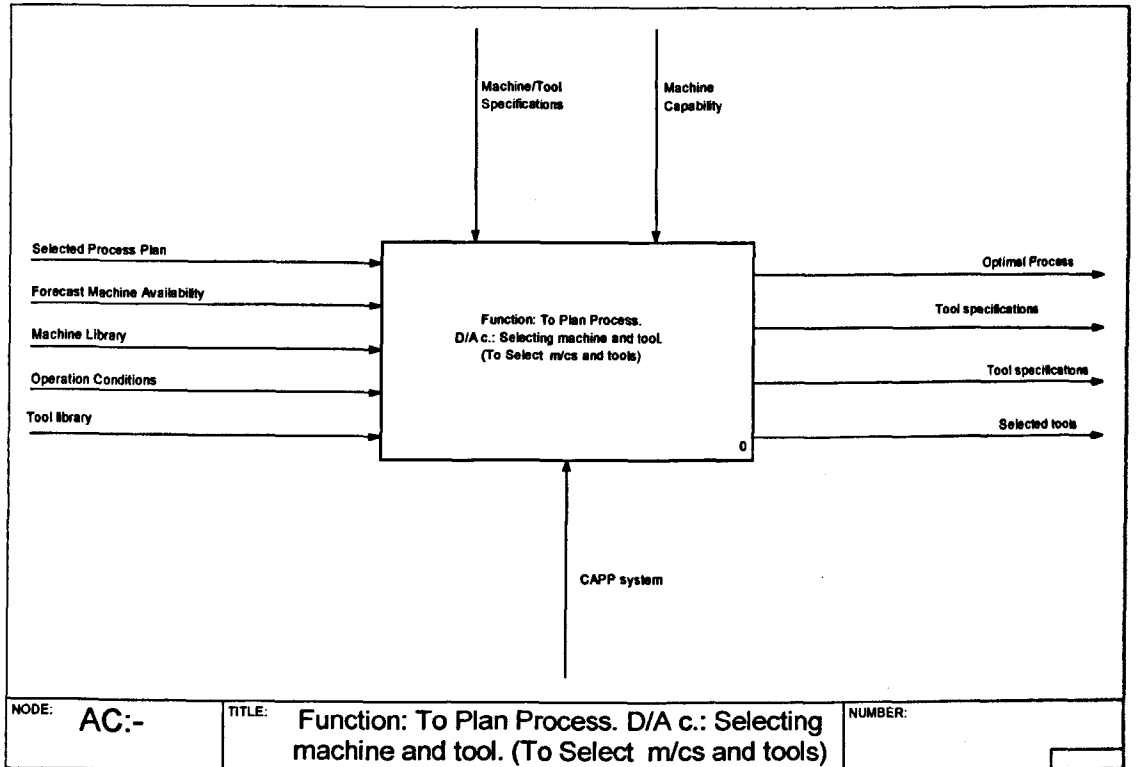 Machine/Tool
Specifications
Machine
Capability
Selected Process Plan
Forecast Machine Availability
Machine Library
Operation Conditions
Tool library
Function: To Plan Process.
D/A c.: Selecting machine and tool.
(To Select m/cs and tools)
0
Optimal Process
Tool specifications
Tool specifications
Selected tools
CAPP system
NODE:
AC:-
TITLE:
Function: To Plan Process. D/A c.: Selecting
machine and tool. (To Select m/cs and tools)
NUMBER: